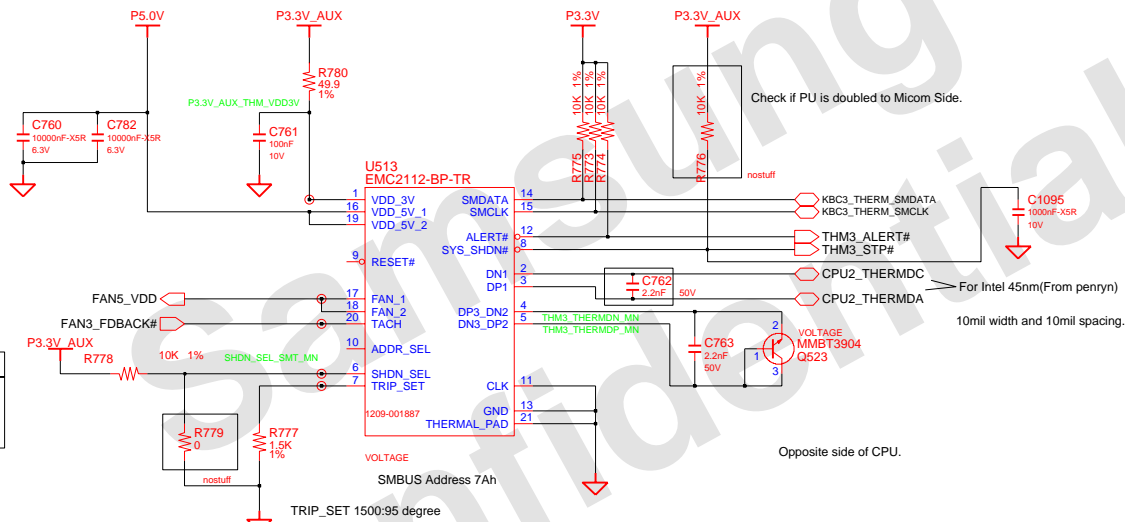 P5.0V
P3.3V_AUX
P3.3V
P3.3V_AUX
R780
49.9
1%
P3.3V_AUX_THM_VDD3V
C760
10000nF-X5R
6.3V
C782
10000nF-X5R
6.3V
C761
100nF
10V
10K 1%
10K 1%
10K 1%
10K 1%
R775
R773
R774
R776
Check if PU is doubled to Micom Side.
nostuff
U513
EMC2112-BP-TR
1 VDD_3V
16 VDD_5V_1
19 VDD_5V_2
9 RESET#
17 FAN_1
18 FAN_2
20 TACH
10 ADDR_SEL
6 SHDN_SEL
7 TRIP_SET
SMDATA 14
SMCLK 15
ALERT# 12
SYS_SHDN# 8
DN1 2
DP1 3
DP3_DN2 4
DN3_DP2 5
CLK 11
GND 13
THERMAL_PAD 21
1209-001887
VOLTAGE
KBC3_THERM_SMDATA
KBC3_THERM_SMCLK
THM3_ALERT#
THM3_STP#
CPU2_THERMDC
CPU2_THERMDA
C1095
1000nF-X5R
10V
For Intel 45nm(From penryn)
10mil width and 10mil spacing.
C762
2.2nF 50V
THM3_THERMDN_MN
THM3_THERMDP_MN
C763
2.2nF
50V
VOLTAGE
MMBT3904
Q523
2
1
3
FAN5_VDD
FAN3_FDBACK#
P3.3V_AUX
R778
10K 1%
SHDN_SEL_SMT_MN
R779
0
nostuff
R777
1.5K
1%
SMBUS Address 7Ah
TRIP_SET 1500:95 degree
Opposite side of CPU.
Samsung
Confidential